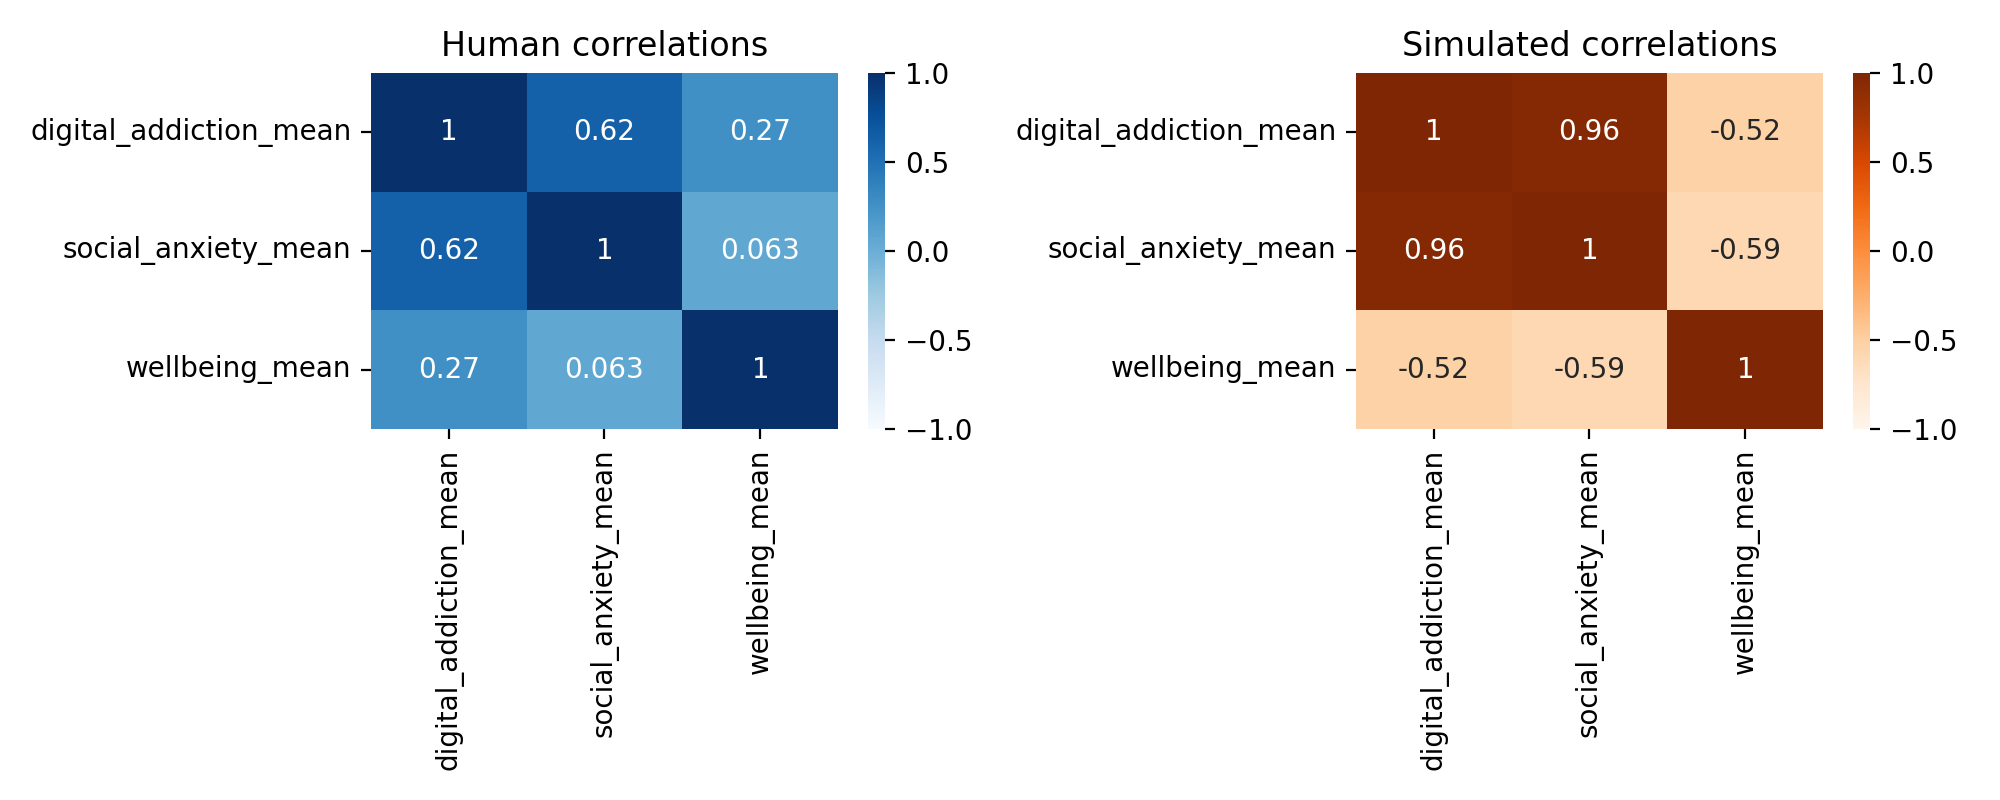 Human correlations
digital_addiction_mean
social_anxiety_mean
wellbeing_mean
1 0.62 0.27
0.62 1 0.063
0.27 0.063 1
1.0
0.5
0.0
−0.5
−1.0
digital_addiction_mean
social_anxiety_mean
wellbeing_mean
Simulated correlations
digital_addiction_mean
social_anxiety_mean
wellbeing_mean
1 0.96 -0.52
0.96 1 -0.59
-0.52 -0.59 1
1.0
0.5
0.0
−0.5
−1.0
digital_addiction_mean
social_anxiety_mean
wellbeing_mean